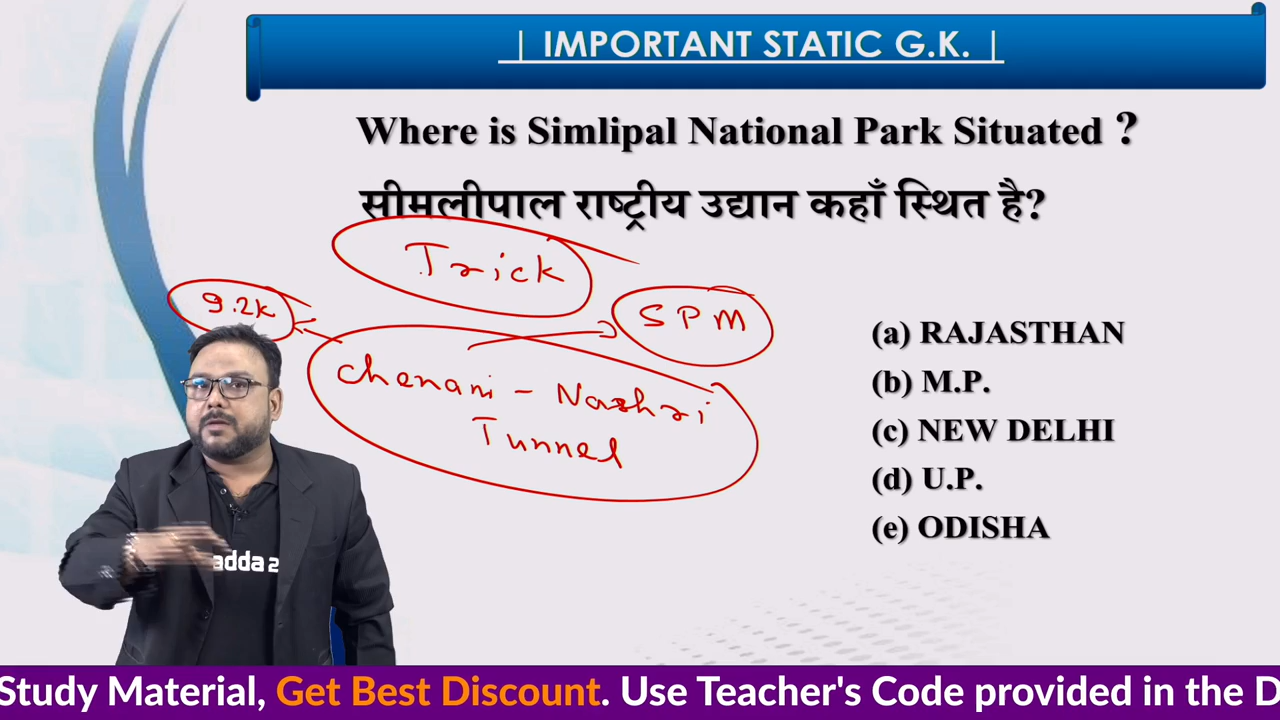 | IMPORTANT STATIC G.K. |
Where is Simlipal National Park Situated ?
सीमलीपाल राष्ट्रीय उद्यान कहाँ स्थित है?
Trick
9.2k
SPM
Chenani - Nashri
Tunnel
(a) RAJASTHAN
(b) M.P.
(c) NEW DELHI
(d) U.P.
(e) ODISHA
adda2
Study Material, Get Best Discount. Use Teacher's Code provided in the D